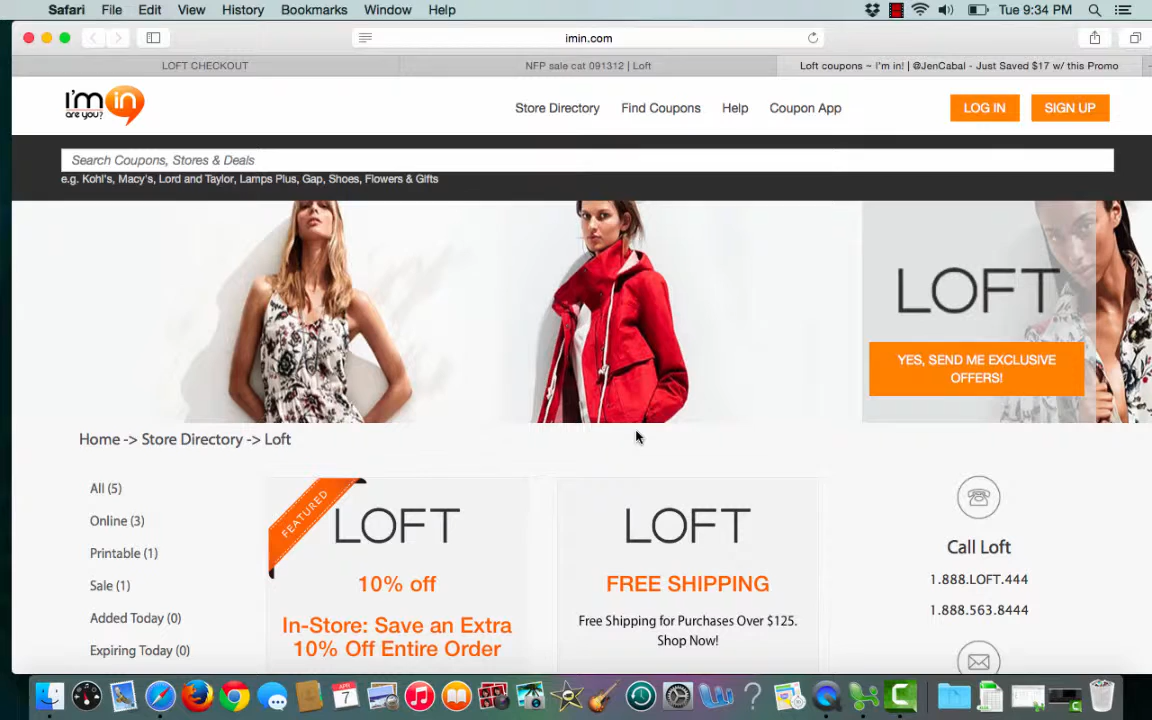 Safari File Edit View History Bookmarks Window Help Tue 9:34 PM
imin.com
LOFT CHECKOUT NFP sale cat 091312 | Loft Loft coupons ~ I'm in! | @JenCabal - Just Saved $17 w/ this Promo
I'm in
are you?
Store Directory Find Coupons Help Coupon App LOG IN SIGN UP
Search Coupons, Stores & Deals
e.g. Kohl's, Macy's, Lord and Taylor, Lamps Plus, Gap, Shoes, Flowers & Gifts
LOFT
YES, SEND ME EXCLUSIVE
OFFERS!
Home -> Store Directory -> Loft
All (5)
Online (3)
Printable (1)
Sale (1)
Added Today (0)
Expiring Today (0)
FEATURED
LOFT
10% off
In-Store: Save an Extra
10% Off Entire Order
LOFT
FREE SHIPPING
Free Shipping for Purchases Over $125.
Shop Now!
Call Loft
1.888.LOFT.444
1.888.563.8444
APR
7